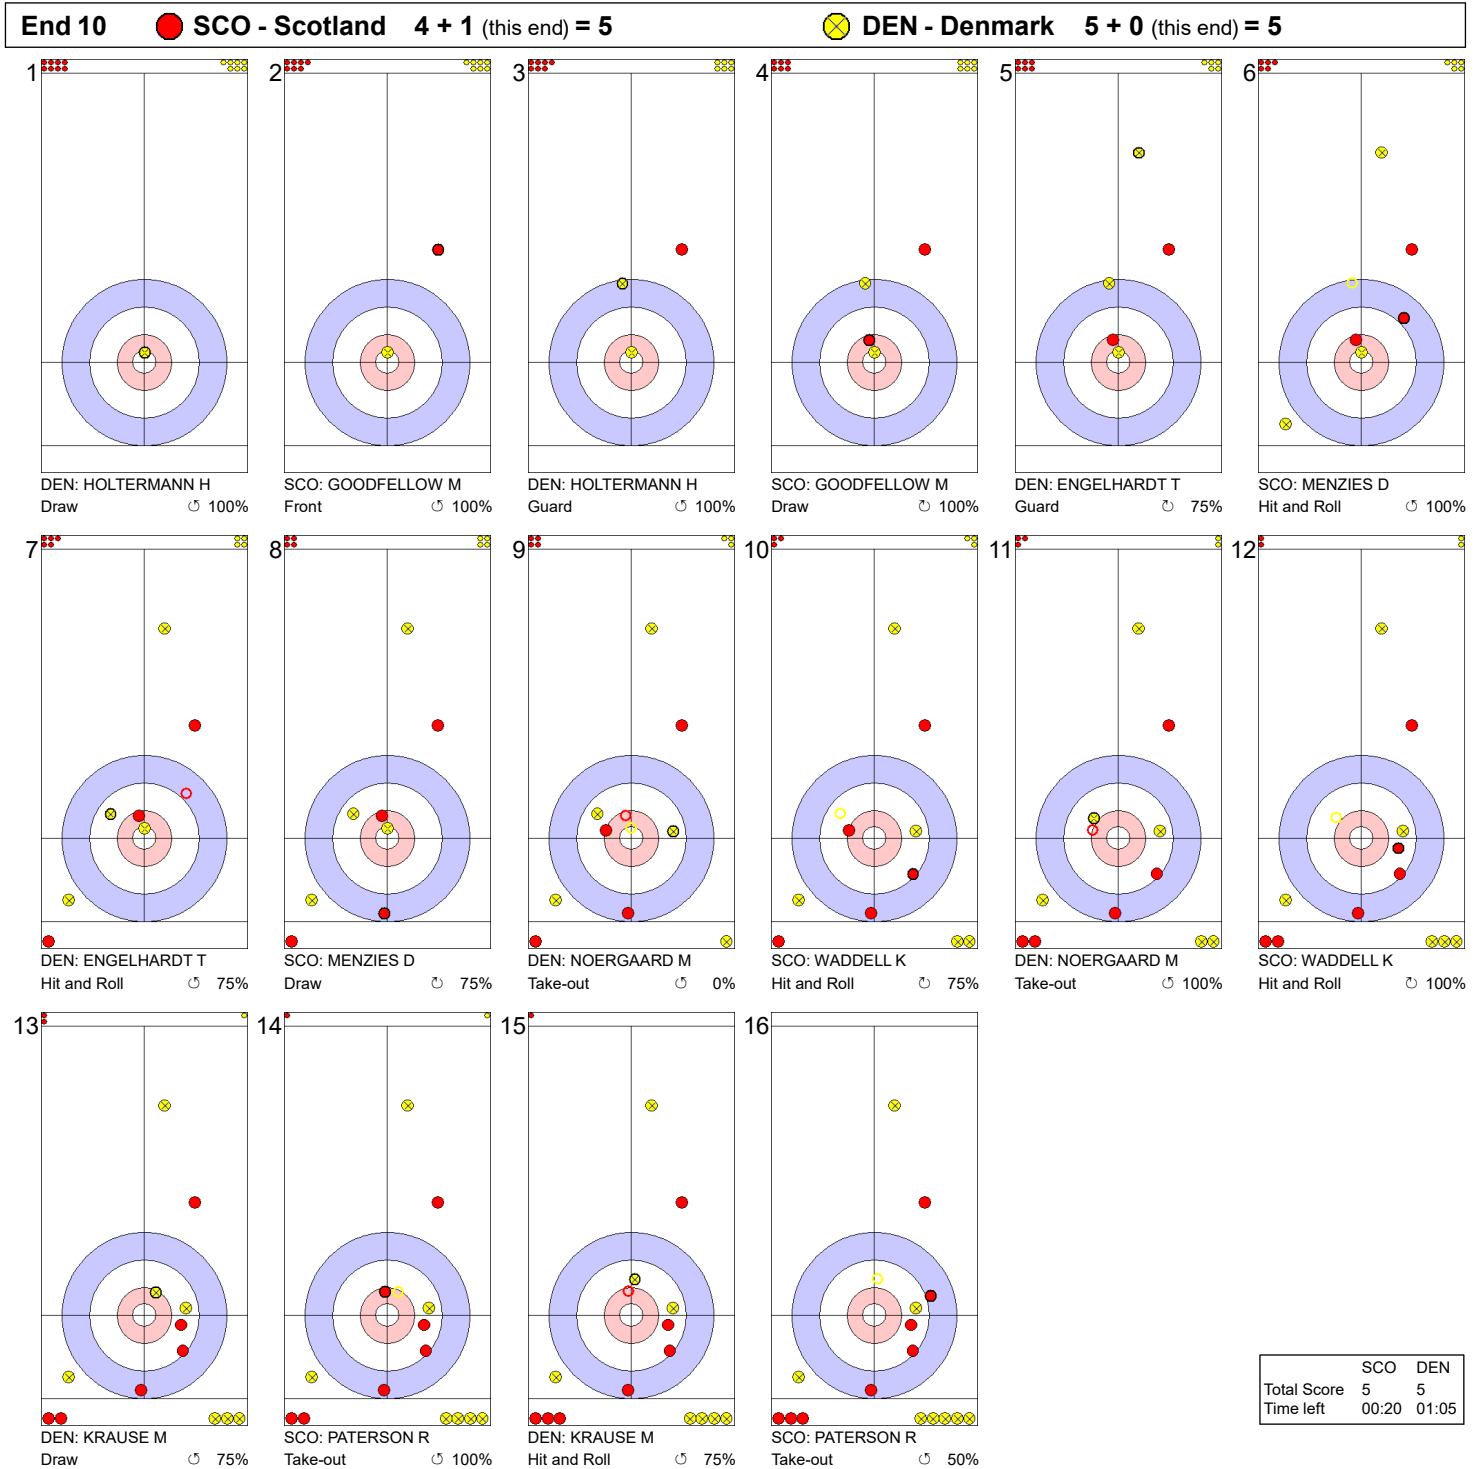 End 10 SCO - Scotland 4 + 1 (this end) = 5 DEN - Denmark 5 + 0 (this end) = 5
1 2 3 4 5 6
DEN: HOLTERMANN H SCO: GOODFELLOW M DEN: HOLTERMANN H SCO: GOODFELLOW M DEN: ENGELHARDT T SCO: MENZIES D
Draw ↺ 100% Front ↺ 100% Guard ↺ 100% Draw ↺ 100% Guard ↻ 75% Hit and Roll ↺ 100%
7 8 9 10 11 12
DEN: ENGELHARDT T SCO: MENZIES D DEN: NOERGAARD M SCO: WADDELL K DEN: NOERGAARD M SCO: WADDELL K
Hit and Roll ↺ 75% Draw ↻ 75% Take-out ↺ 0% Hit and Roll ↻ 75% Take-out ↺ 100% Hit and Roll ↺ 100%
13 14 15 16
DEN: KRAUSE M SCO: PATERSON R DEN: KRAUSE M SCO: PATERSON R
Draw ↺ 75% Take-out ↺ 100% Hit and Roll ↺ 75% Take-out ↺ 50%
SCO DEN
Total Score 5 5
Time left 00:20 01:05